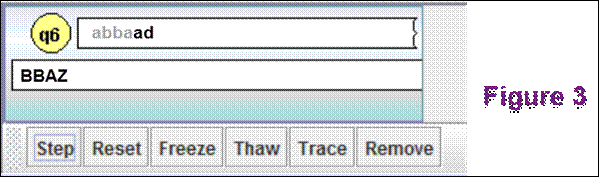 q6 abbaad
BBAZ
Figure 3
Step Reset Freeze Thaw Trace Remove